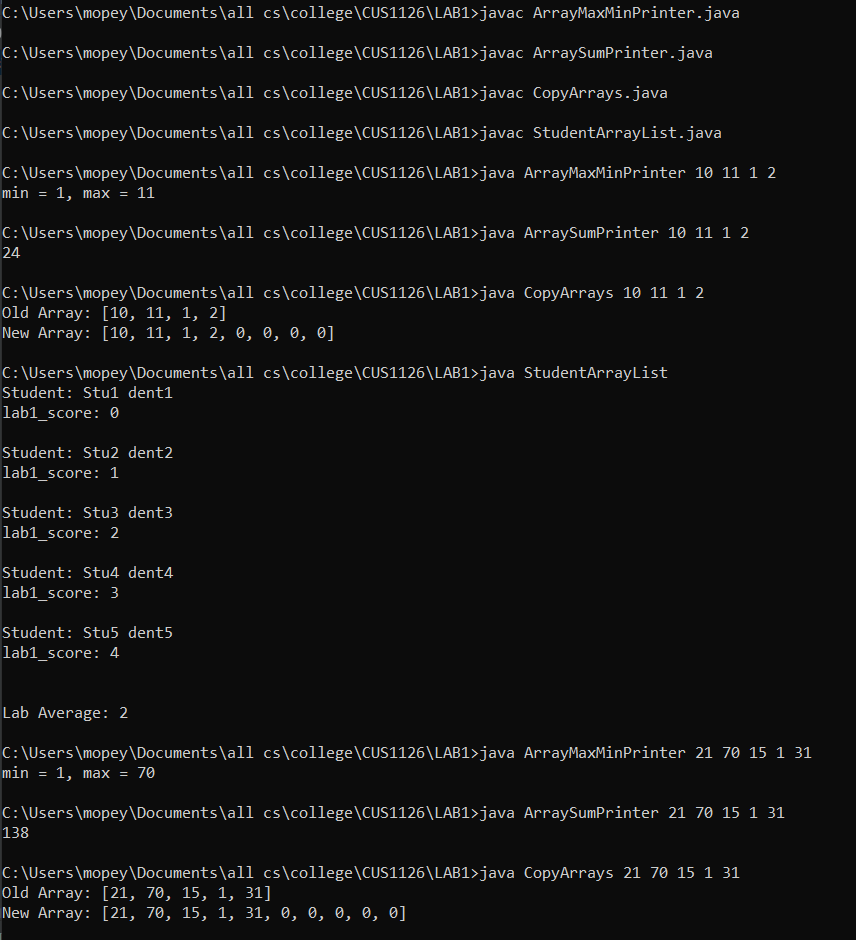 C:\Users\mopey\Documents\all cs\college\CUS1126\LAB1>javac ArrayMaxMinPrinter.java
C:\Users\mopey\Documents\all cs\college\CUS1126\LAB1>javac ArraySumPrinter.java
C:\Users\mopey\Documents\all cs\college\CUS1126\LAB1>javac CopyArrays.java
C:\Users\mopey\Documents\all cs\college\CUS1126\LAB1>javac StudentArrayList.java
C:\Users\mopey\Documents\all cs\college\CUS1126\LAB1>java ArrayMaxMinPrinter 10 11 1 2
min = 1, max = 11
C:\Users\mopey\Documents\all cs\college\CUS1126\LAB1>java ArraySumPrinter 10 11 1 2
24
C:\Users\mopey\Documents\all cs\college\CUS1126\LAB1>java CopyArrays 10 11 1 2
Old Array: [10, 11, 1, 2]
New Array: [10, 11, 1, 2, 0, 0, 0, 0]
C:\Users\mopey\Documents\all cs\college\CUS1126\LAB1>java StudentArrayList
Student: Stu1 dent1
lab1_score: 0
Student: Stu2 dent2
lab1_score: 1
Student: Stu3 dent3
lab1_score: 2
Student: Stu4 dent4
lab1_score: 3
Student: Stu5 dent5
lab1_score: 4
Lab Average: 2
C:\Users\mopey\Documents\all cs\college\CUS1126\LAB1>java ArrayMaxMinPrinter 21 70 15 1 31
min = 1, max = 70
C:\Users\mopey\Documents\all cs\college\CUS1126\LAB1>java ArraySumPrinter 21 70 15 1 31
138
C:\Users\mopey\Documents\all cs\college\CUS1126\LAB1>java CopyArrays 21 70 15 1 31
Old Array: [21, 70, 15, 1, 31]
New Array: [21, 70, 15, 1, 31, 0, 0, 0, 0, 0]